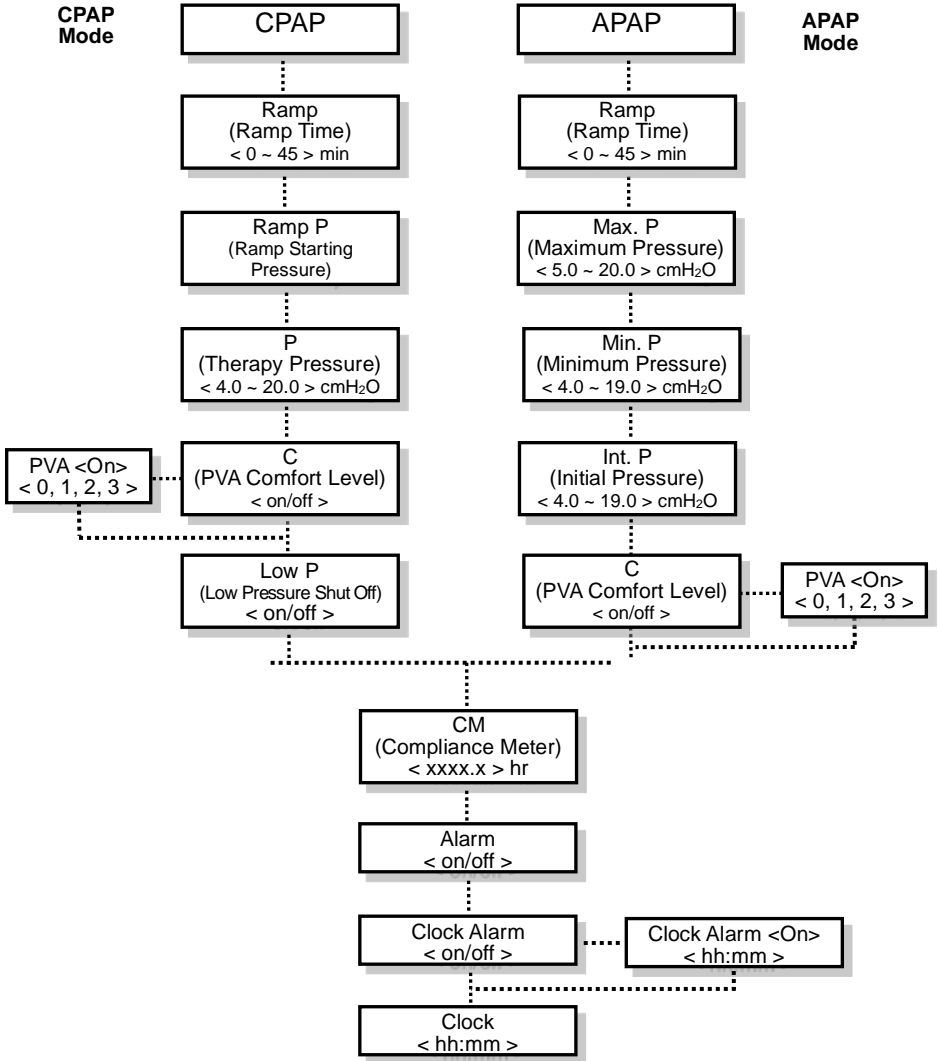 CPAP
Mode
CPAP
Ramp
(Ramp Time)
< 0 ~ 45 > min
Ramp P
(Ramp Starting
Pressure)
P
(Therapy Pressure)
< 4.0 ~ 20.0 > cmH₂O
PVA <On>
< 0, 1, 2, 3 >
C
(PVA Comfort Level)
< on/off >
Low P
(Low Pressure Shut Off)
< on/off >
APAP
Mode
APAP
Ramp
(Ramp Time)
< 0 ~ 45 > min
Max. P
(Maximum Pressure)
< 5.0 ~ 20.0 > cmH₂O
Min. P
(Minimum Pressure)
< 4.0 ~ 19.0 > cmH₂O
Int. P
(Initial Pressure)
< 4.0 ~ 19.0 > cmH₂O
C
(PVA Comfort Level)
< on/off >
PVA <On>
< 0, 1, 2, 3 >
CM
(Compliance Meter)
< xxxx.x > hr
Alarm
< on/off >
Clock Alarm
< on/off >
Clock Alarm <On>
< hh:mm >
Clock
< hh:mm >